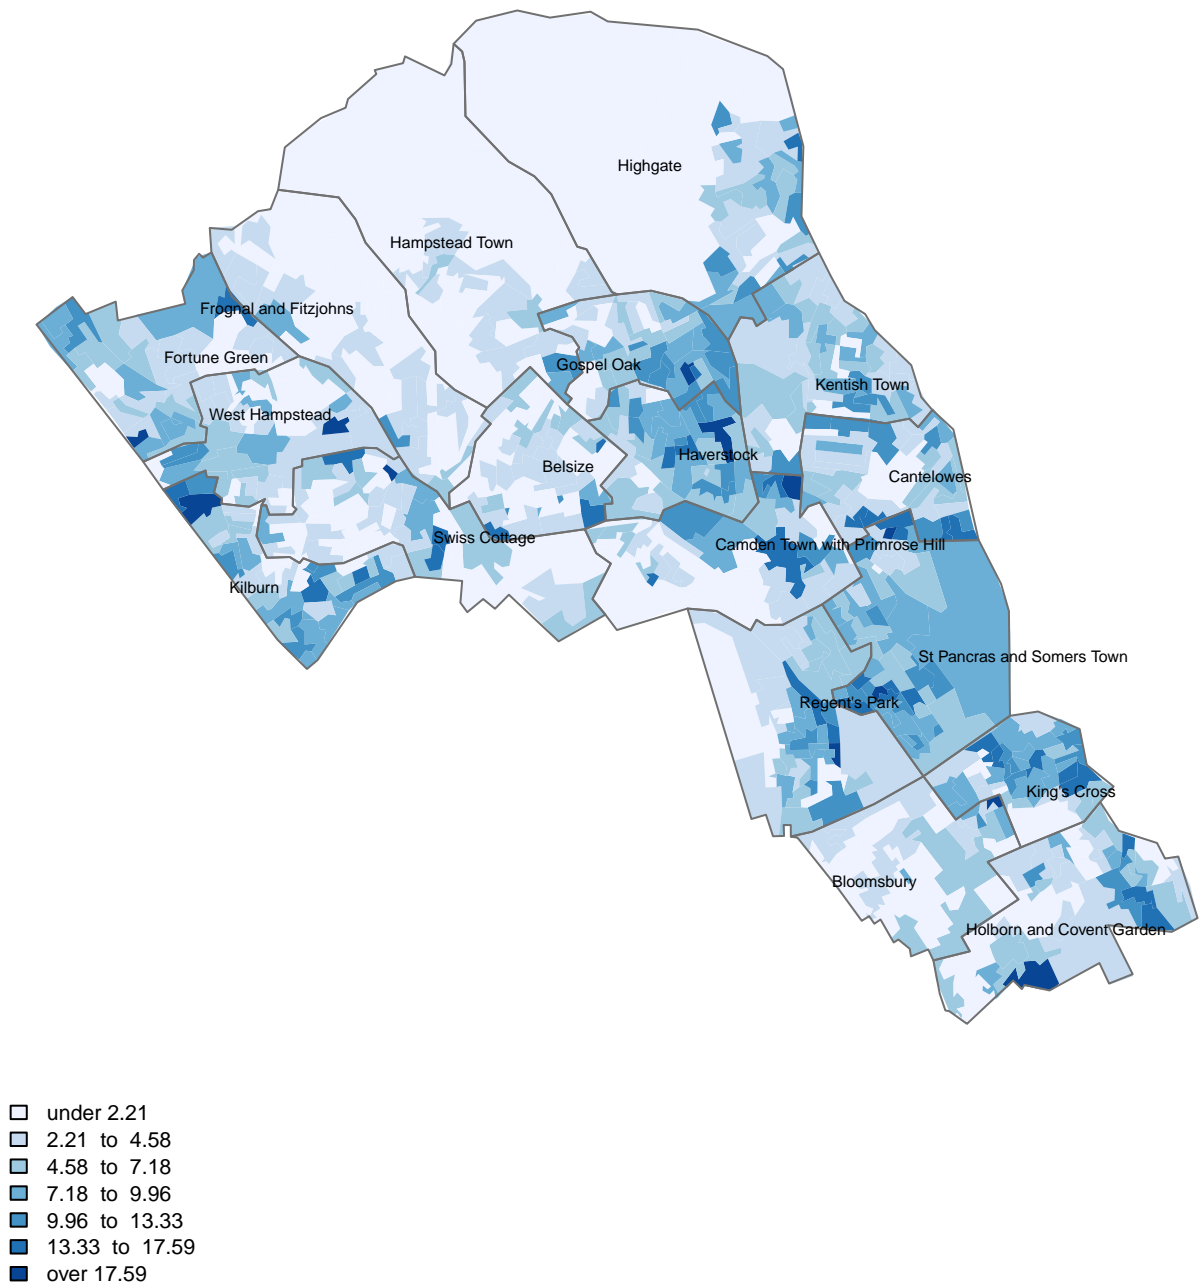 Highgate
Hampstead Town
Frognal and Fitzjohns
Fortune Green
Gospel Oak
Kentish Town
West Hampstead
Haverstock
Belsize
Cantelowes
Swiss Cottage
Camden Town with Primrose Hill
Kilburn
St Pancras and Somers Town
Regent's Park
King's Cross
Bloomsbury
Holborn and Covent Garden
under 2.21
2.21 to 4.58
4.58 to 7.18
7.18 to 9.96
9.96 to 13.33
13.33 to 17.59
over 17.59